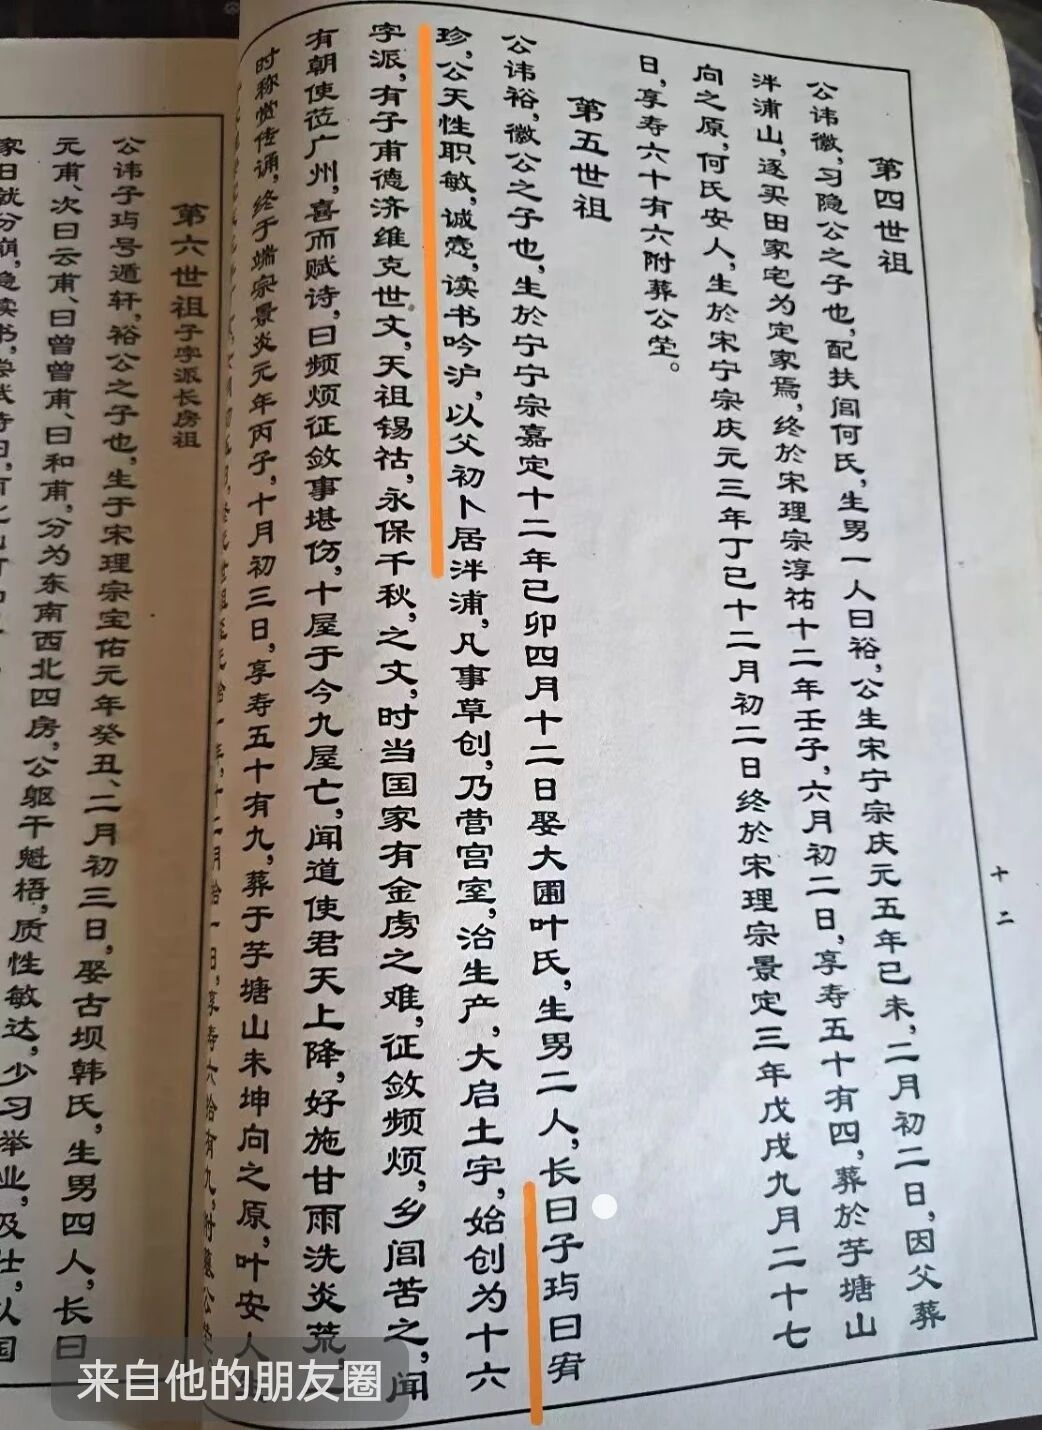 第四世祖
公讳徽，习隐公之子也，配扶闾何氏，生男一人曰裕，公生宋宁宗庆元五年已未，二月初二日，因父葬
泮浦山，逐买田家宅为定家焉，终於宋理宗淳祐十二年壬子，六月初二日，享寿五十有四，葬於芋塘山
向之原，何氏安人，生於宋宁宗庆元三年丁巳十二月初二日终於宋理宗景定三年戊戌九月二十七
日，享寿六十有六附葬公茔。
第五世祖
公讳裕，徽公之子也，生於宁宁宗嘉定十二年已卯四月十二日娶大圃叶氏，生男二人，长曰子玙曰宥
珍，公天性职敏，诚悫，读书吟沪，以父初卜居泮浦，凡事草创，乃营宫室，治生产，大启土宇，始创为十六
字派，有子甫德济维克世文，天祖锡祜，永保千秋，之文，时当国家有金虏之难，征敛频烦，乡闾苦之，闻
有朝使莅广州，喜而赋诗，曰频烦征敛事堪伤，十屋于今九屋亡，闻道使君天上降，好施甘雨洗炎荒，
时称赏传诵，终于端宗景炎元年丙子，十月初三日，享寿五十有九，葬于芋塘山未坤向之原，叶安人
十二
第六世祖子字派长房祖
公讳子玙号遁轩，裕公之子也，生于宋理宗宝佑元年癸丑、二月初三日，娶古坝韩氏，生男四人，长曰
元甫、次曰云甫、曰曾曾甫、曰和甫，分为东南西北四房，公躯干魁梧，质性敏达，少习举业，及仕，以国
家日就分崩，隐读书，尝赋诗曰
来自他的朋友圈